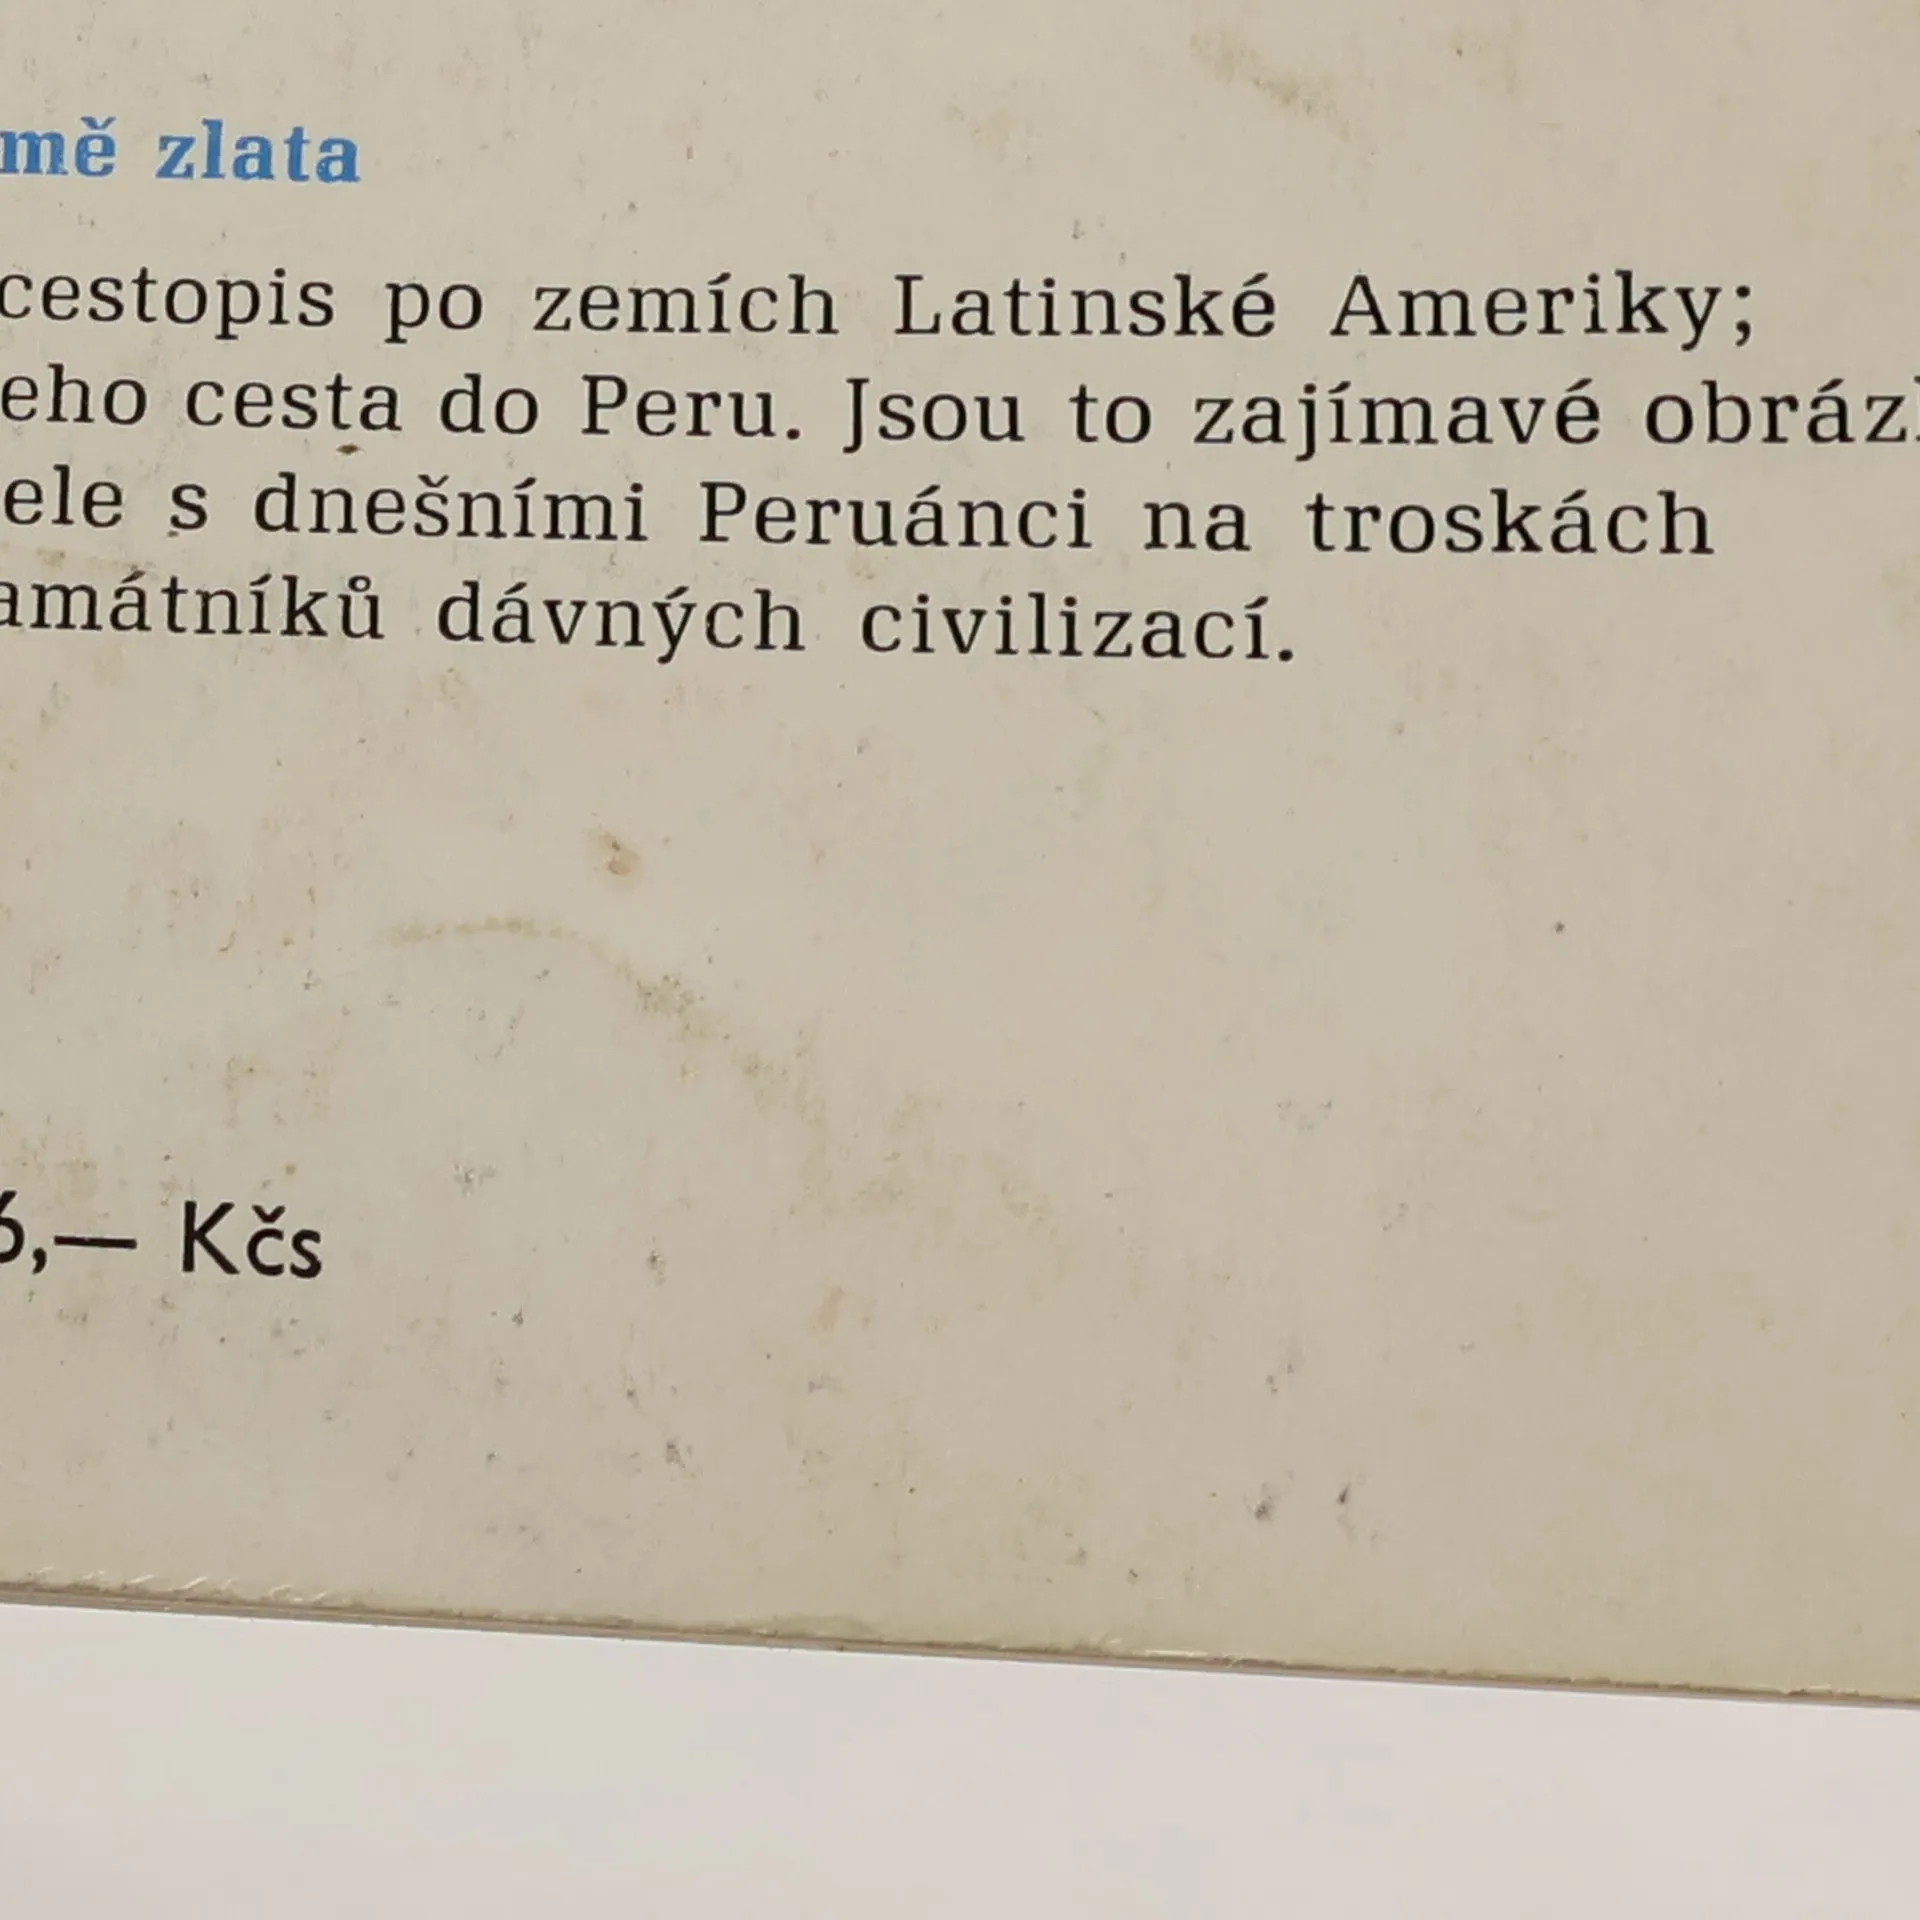 mě zlata
cestopis po zemích Latinské Ameriky;
eho cesta do Peru. Jsou to zajímavé obráz
ele s dnešními Peruánci na troskách
amátníků dávných civilizací.
6,— Kčs